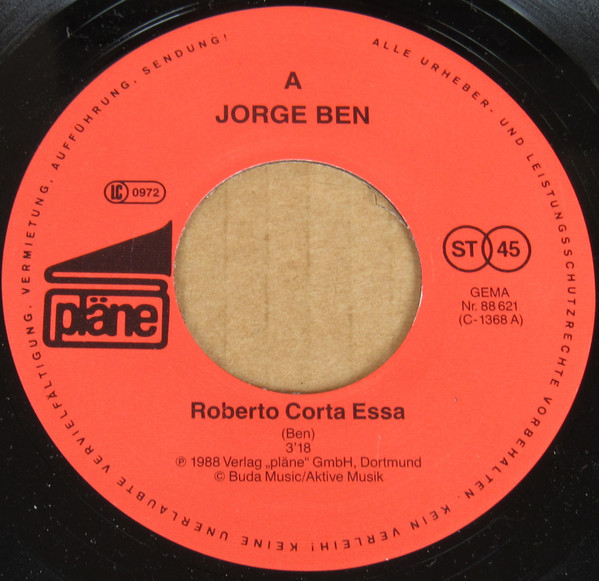 ALLE URHEBER- UND LEISTUNGSSCHUTZRECHTE VORBEHALTEN. KEIN VERLEIH! KEINE UNERLAUBTE VERVIELFÄLTIGUNG, VERMIETUNG, AUFFÜHRUNG, SENDUNG!
A
JORGE BEN
LC 0972
pläne
ST 45
GEMA
Nr. 88 621
(C-1368 A)
Roberto Corta Essa
(Ben)
3'18
℗ 1988 Verlag „pläne" GmbH, Dortmund
© Buda Music/Aktive Musik